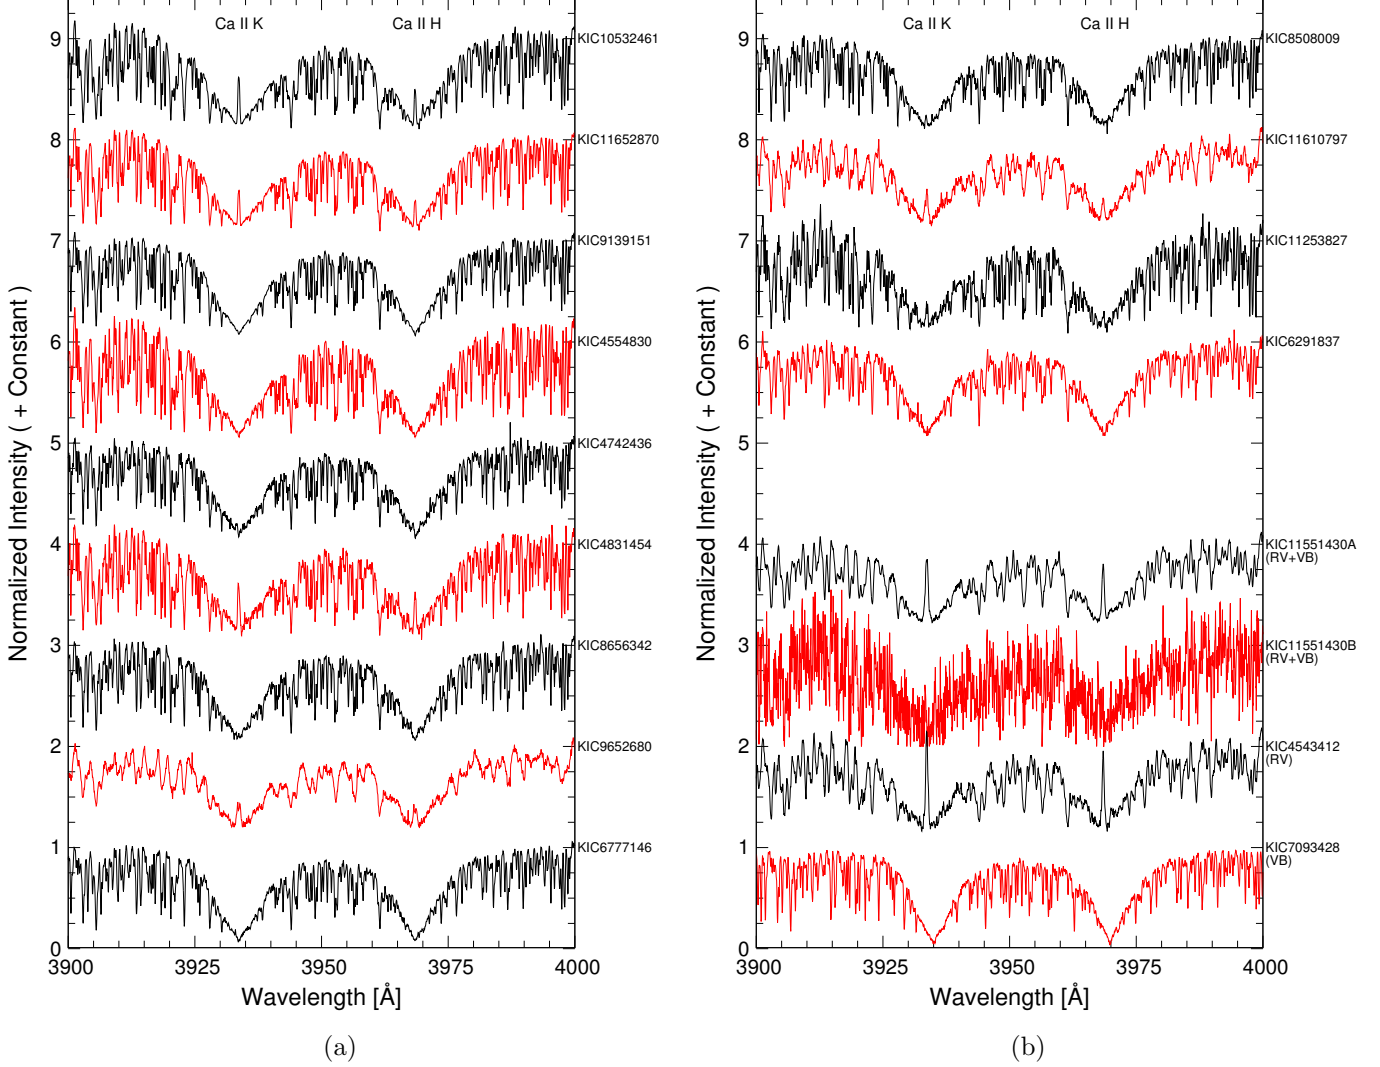 Ca II K
Ca II H
9
8
7
6
5
4
3
2
1
0
Normalized Intensity ( + Constant )
KIC10532461
KIC11652870
KIC9139151
KIC4554830
KIC4742436
KIC4831454
KIC8656342
KIC9652680
KIC6777146
3900
3925
3950
3975
4000
Wavelength [Å]
(a)
Ca II K
Ca II H
9
8
7
6
5
4
3
2
1
0
Normalized Intensity ( + Constant )
KIC8508009
KIC11610797
KIC11253827
KIC6291837
KIC11551430A
(RV+VB)
KIC11551430B
(RV+VB)
KIC4543412
(RV)
KIC7093428
(VB)
3900
3925
3950
3975
4000
Wavelength [Å]
(b)